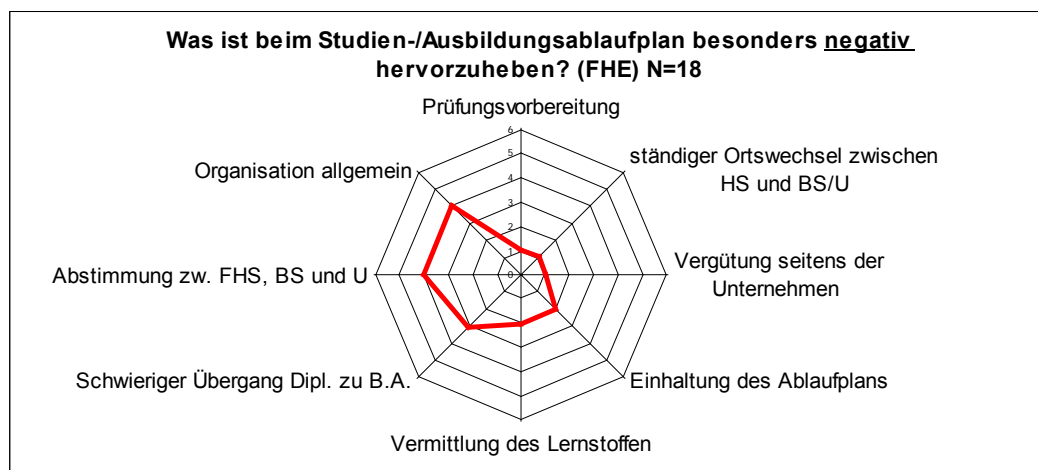 Was ist beim Studien-/Ausbildungsablaufplan besonders negativ
hervorzuheben? (FHE) N=18
Prüfungsvorbereitung
ständiger Ortswechsel zwischen
HS und BS/U
Vergütung seitens der
Unternehmen
Einhaltung des Ablaufplans
Vermittlung des Lernstoffen
Schwieriger Übergang Dipl. zu B.A.
Abstimmung zw. FHS, BS und U
Organisation allgemein
6
5
4
3
2
1
0